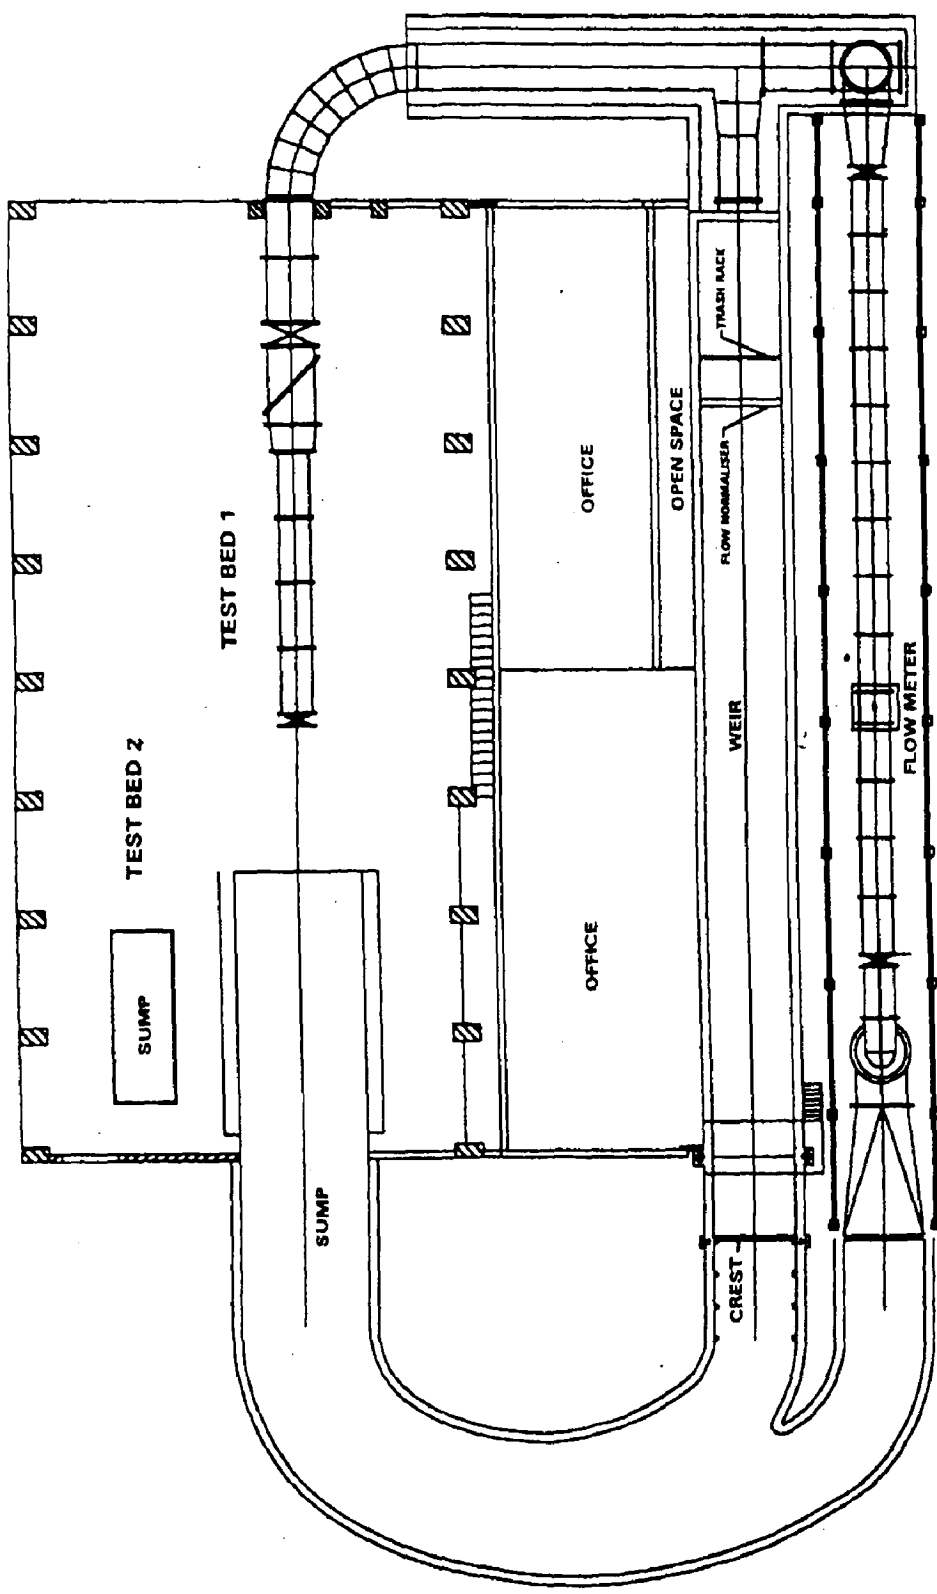 TRASH RACK
OPEN SPACE
OFFICE
FLOW NORMALISER
TEST BED 1
FLOW METER
WEIR
TEST BED 2
OFFICE
SUMP
SUMP
CREST